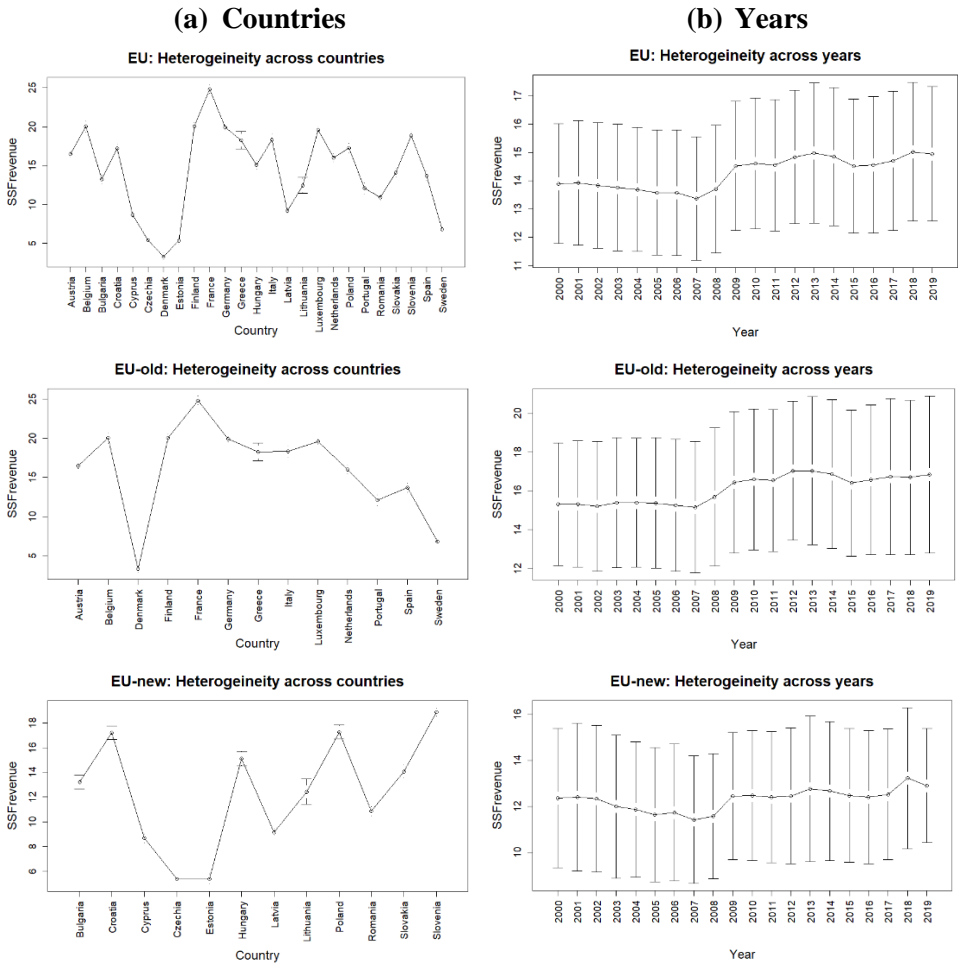 (a) Countries
EU: Heterogeineity across countries
SSFrevenue
25
20
15
10
5
Austria
Belgium
Bulgaria
Croatia
Cyprus
Czechia
Denmark
Estonia
Finland
France
Germany
Greece
Hungary
Italy
Latvia
Lithuania
Luxembourg
Netherlands
Poland
Portugal
Romania
Slovakia
Slovenia
Spain
Sweden
Country
(b) Years
EU: Heterogeineity across years
SSFrevenue
17
16
15
14
13
12
11
2000
2001
2002
2003
2004
2005
2006
2007
2008
2009
2010
2011
2012
2013
2014
2015
2016
2017
2018
2019
Year
EU-old: Heterogeineity across countries
SSFrevenue
25
20
15
10
5
Austria
Belgium
Denmark
Finland
France
Germany
Greece
Italy
Luxembourg
Netherlands
Portugal
Spain
Sweden
Country
EU-old: Heterogeineity across years
SSFrevenue
20
18
16
14
12
2000
2001
2002
2003
2004
2005
2006
2007
2008
2009
2010
2011
2012
2013
2014
2015
2016
2017
2018
2019
Year
EU-new: Heterogeineity across countries
SSFrevenue
18
16
14
12
10
8
6
Bulgaria
Croatia
Cyprus
Czechia
Estonia
Hungary
Latvia
Lithuania
Poland
Romania
Slovakia
Slovenia
Country
EU-new: Heterogeineity across years
SSFrevenue
16
14
12
10
2000
2001
2002
2003
2004
2005
2006
2007
2008
2009
2010
2011
2012
2013
2014
2015
2016
2017
2018
2019
Year